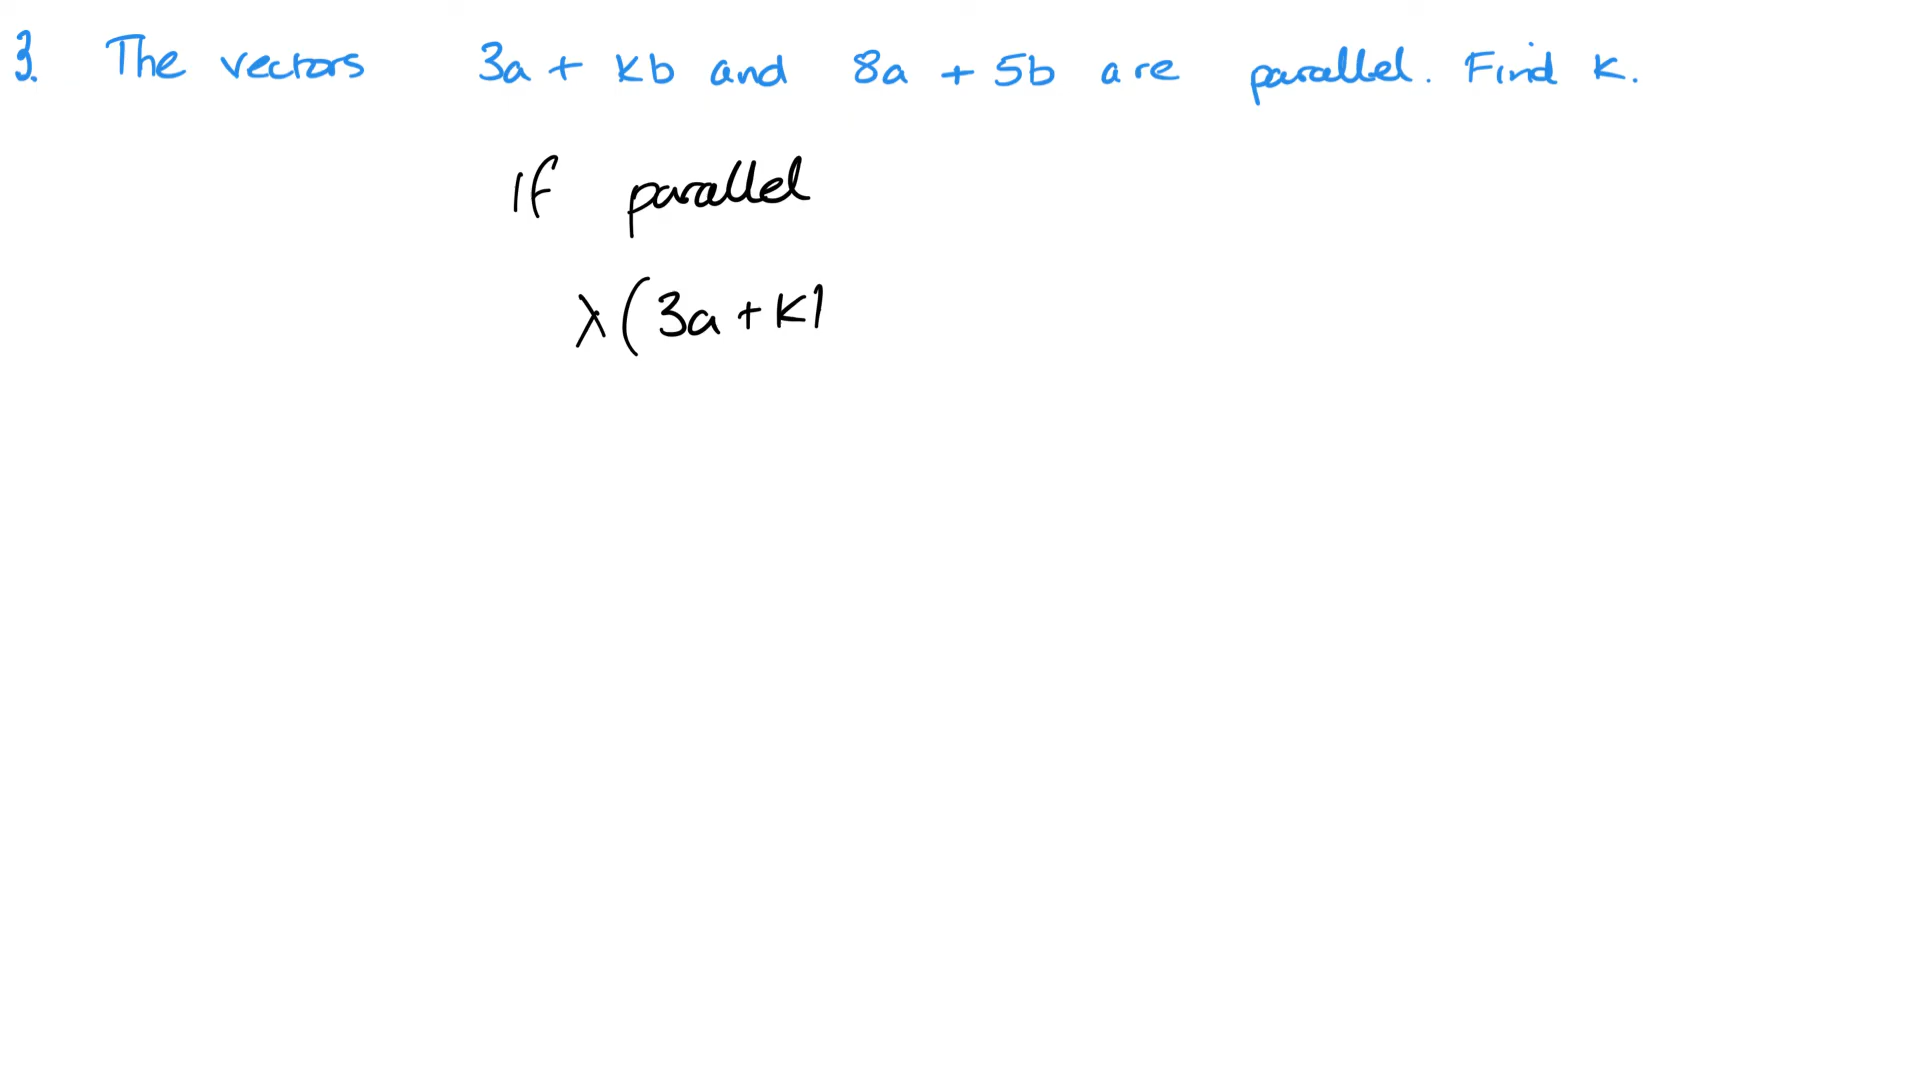 3. The vectors 3a + kb and 8a + 5b are parallel. Find k.
If parallel
λ(3a + k